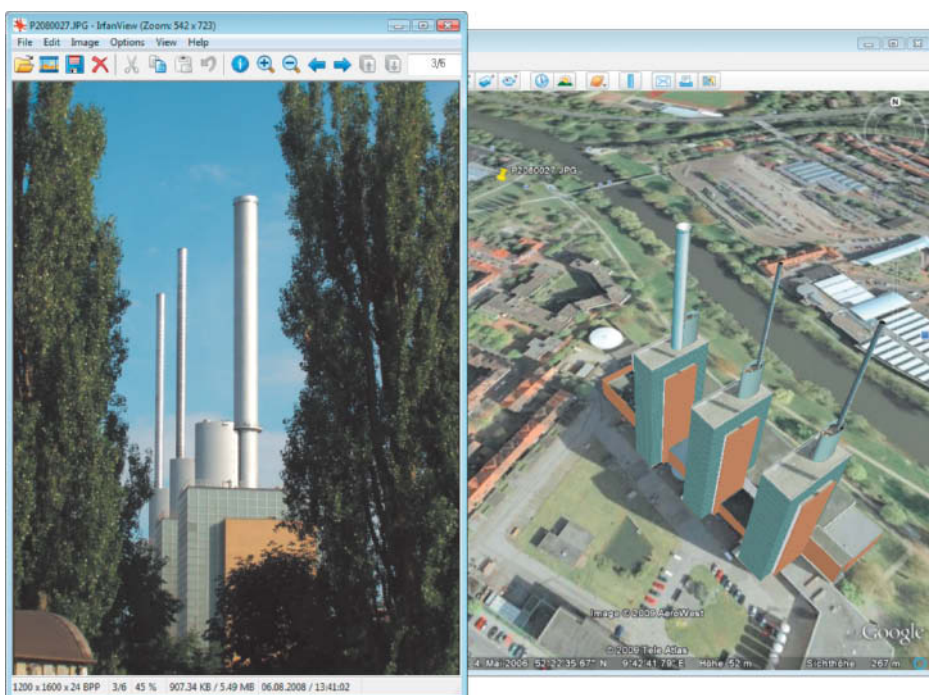 P2080027.JPG - IrfanView (Zoom: 542 x 723)
File Edit Image Options View Help
3/6
N
P2080027.JPG
Image © 2009 AeroWest
© 2009 Tele Atlas
Google
4. Mai 2006 52°22'35.67" N 9°42'41.79" E Höhe 52 m Sichthöhe 267 m
1200 x 1600 x 24 BPP 3/6 45 % 907.34 KB / 5.49 MB 06.08.2008 / 13:41:02